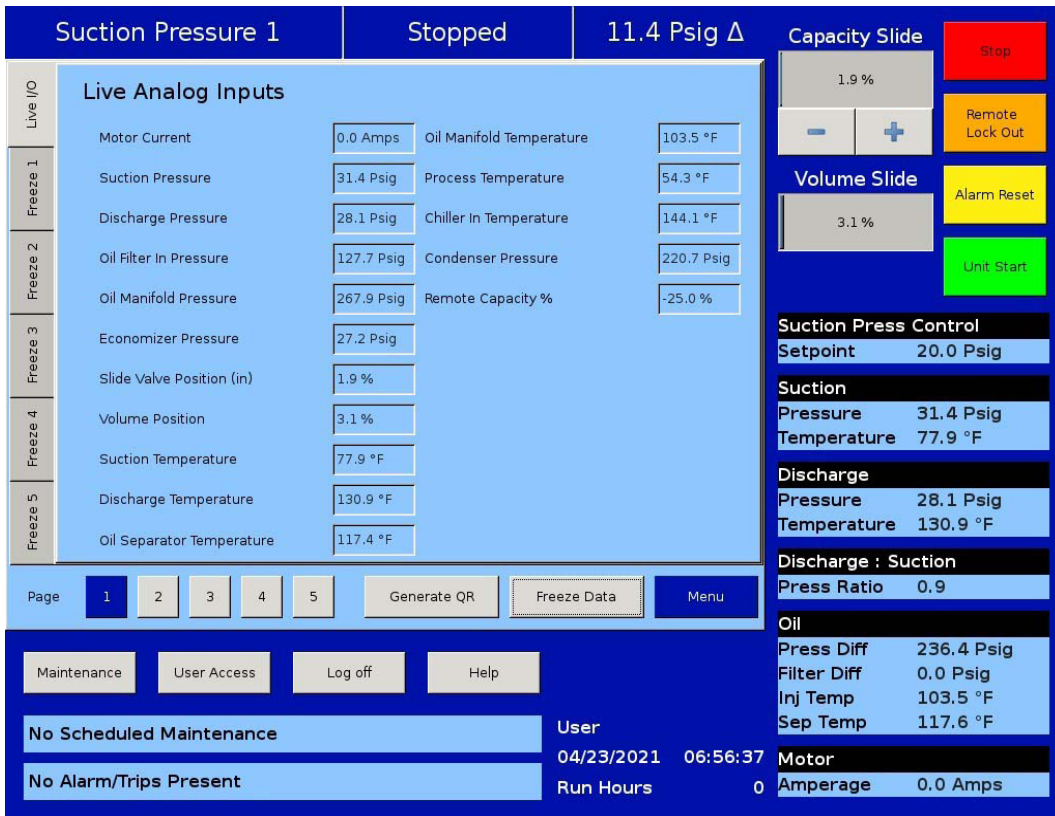 Suction Pressure 1
Stopped
11.4 Psig Δ
Live I/O
Freeze 1
Freeze 2
Freeze 3
Freeze 4
Freeze 5
Live Analog Inputs
Motor Current 0.0 Amps
Suction Pressure 31.4 Psig
Discharge Pressure 28.1 Psig
Oil Filter In Pressure 127.7 Psig
Oil Manifold Pressure 267.9 Psig
Economizer Pressure 27.2 Psig
Slide Valve Position (in) 1.9 %
Volume Position 3.1 %
Suction Temperature 77.9 °F
Discharge Temperature 130.9 °F
Oil Separator Temperature 117.4 °F
Oil Manifold Temperature 103.5 °F
Process Temperature 54.3 °F
Chiller In Temperature 144.1 °F
Condenser Pressure 220.7 Psig
Remote Capacity % -25.0 %
Page 1 2 3 4 5 Generate QR Freeze Data Menu
Maintenance User Access Log off Help
No Scheduled Maintenance
No Alarm/Trips Present
User
04/23/2021 06:56:37
Run Hours 0
Capacity Slide
1.9 %
Volume Slide
3.1 %
Stop
Remote
Lock Out
Alarm Reset
Unit Start
Suction Press Control
Setpoint 20.0 Psig
Suction
Pressure 31.4 Psig
Temperature 77.9 °F
Discharge
Pressure 28.1 Psig
Temperature 130.9 °F
Discharge : Suction
Press Ratio 0.9
Oil
Press Diff 236.4 Psig
Filter Diff 0.0 Psig
Inj Temp 103.5 °F
Sep Temp 117.6 °F
Motor
Amperage 0.0 Amps